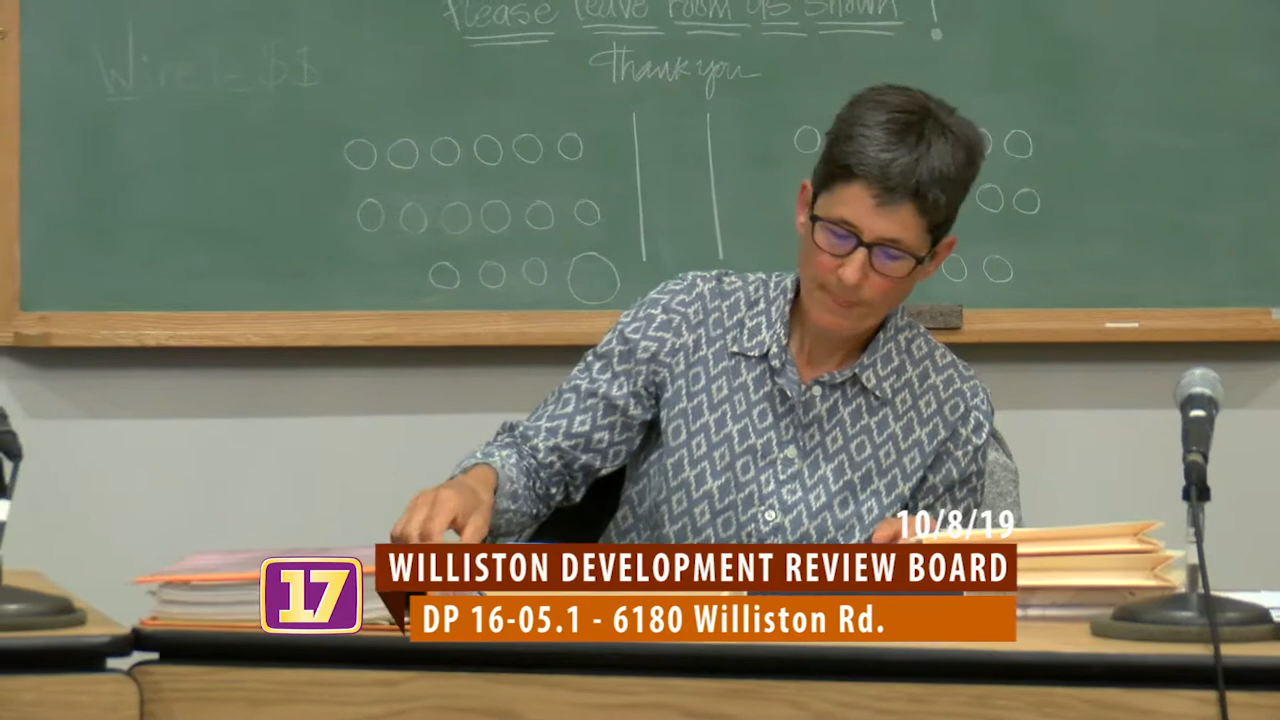 Please leave room as shown!
Thank you
10/8/19
17
WILLISTON DEVELOPMENT REVIEW BOARD
DP 16-05.1 - 6180 Williston Rd.